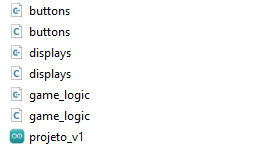 buttons
buttons
displays
displays
game_logic
game_logic
projeto_v1